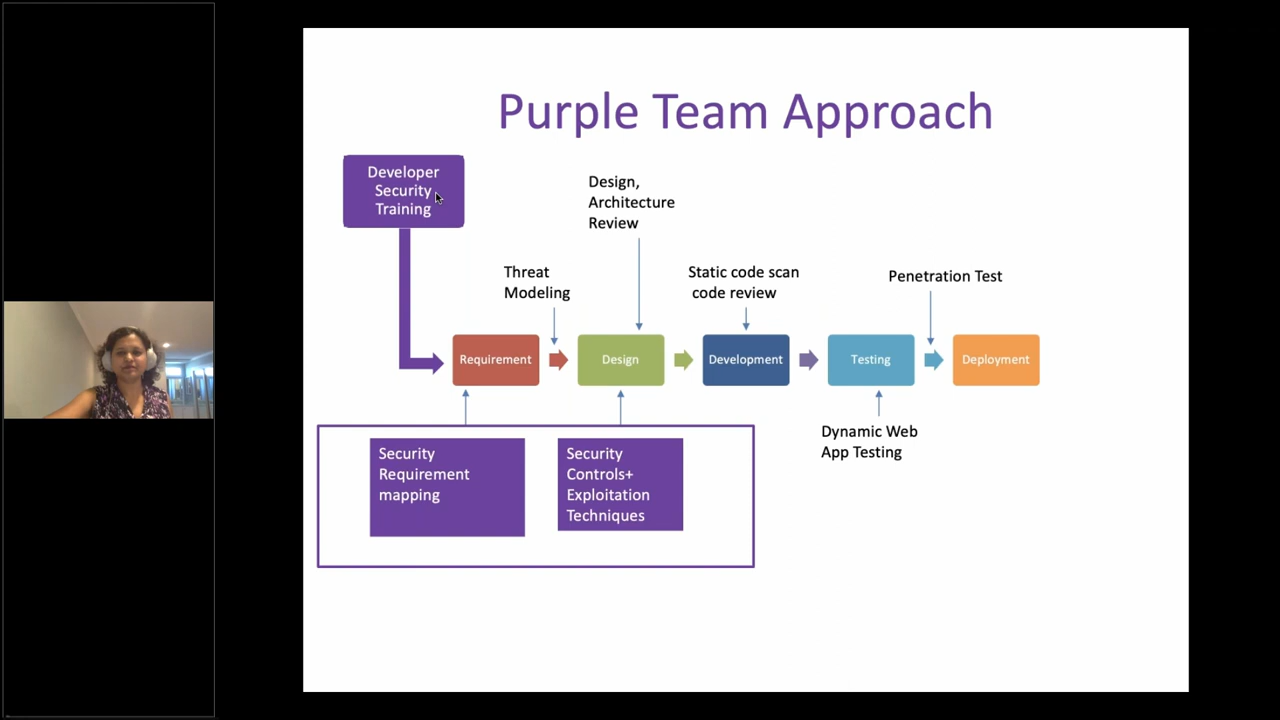 Purple Team Approach
Developer
Security
Training
Design,
Architecture
Review
Threat
Modeling
Static code scan
code review
Penetration Test
Requirement
Design
Development
Testing
Deployment
Dynamic Web
App Testing
Security
Requirement
mapping
Security
Controls+
Exploitation
Techniques